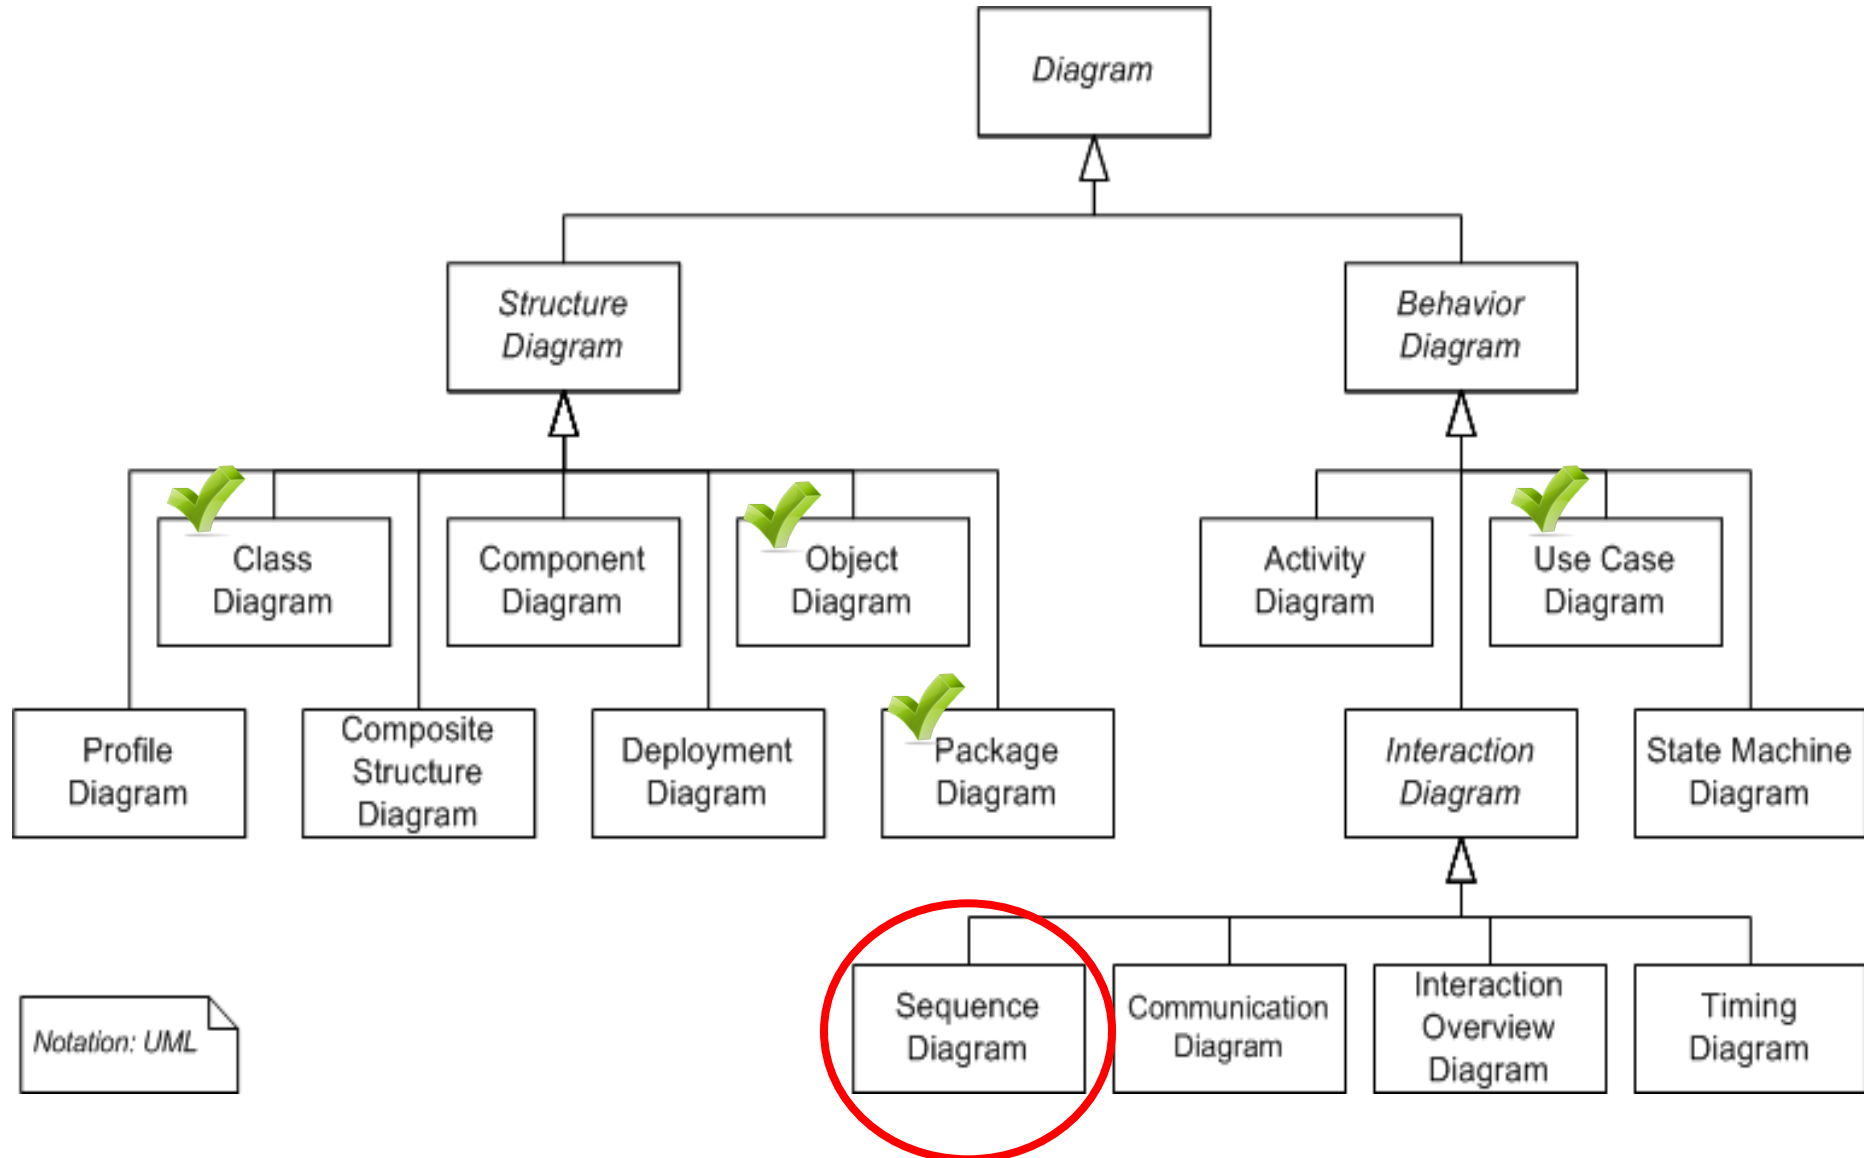 Diagram
Structure
Diagram
Behavior
Diagram
Class
Diagram
Component
Diagram
Object
Diagram
Activity
Diagram
Use Case
Diagram
Profile
Diagram
Composite
Structure
Diagram
Deployment
Diagram
Package
Diagram
Interaction
Diagram
State Machine
Diagram
Sequence
Diagram
Communication
Diagram
Interaction
Overview
Diagram
Timing
Diagram
Notation: UML